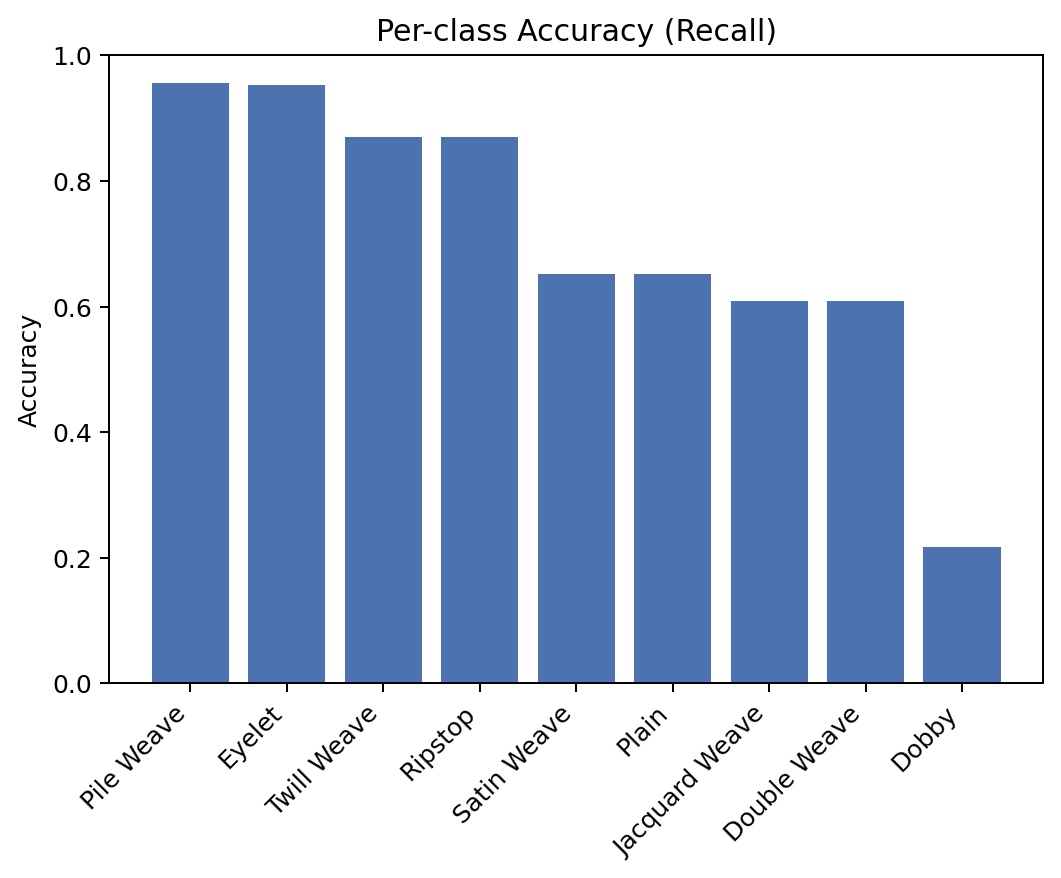 Per-class Accuracy (Recall)
1.0
0.8
0.6
0.4
0.2
0.0
Accuracy
Pile Weave
Eyelet
Twill Weave
Ripstop
Satin Weave
Plain
Jacquard Weave
Double Weave
Dobby